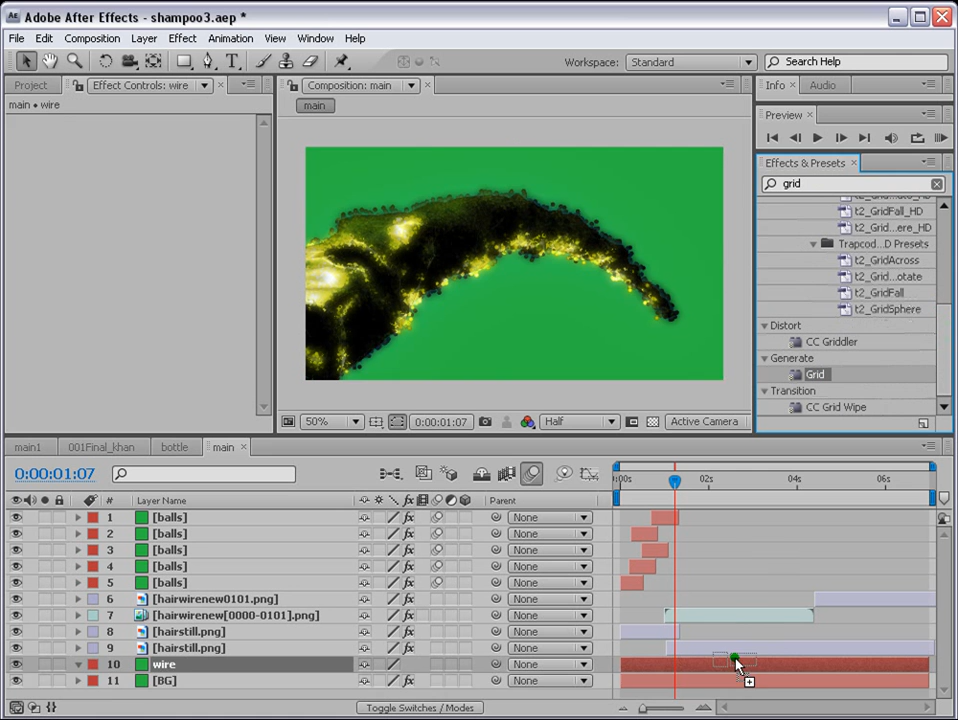 Adobe After Effects - shampoo3.aep *
File Edit Composition Layer Effect Animation View Window Help
Workspace: Standard Search Help
Project Effect Controls: wire Composition: main Info Audio
main • wire
main
Preview
Effects & Presets
grid
t2_GridFall_HD
t2_Grid...ere_HD
Trapcod...D Presets
t2_GridAcross
t2_Grid...otate
t2_GridFall
t2_GridSphere
Distort
CC Griddler
Generate
Grid
Transition
CC Grid Wipe
50% 0:00:01:07 Half Active Camera
main1 001Final_khan bottle main
0:00:01:07
:00s 02s 04s 06s
# Layer Name Parent
1 [balls] None
2 [balls] None
3 [balls] None
4 [balls] None
5 [balls] None
6 [hairwirenew0101.png] None
7 [hairwirenew[0000-0101].png] None
8 [hairstill.png] None
9 [hairstill.png] None
10 wire None
11 [BG] None
Toggle Switches / Modes